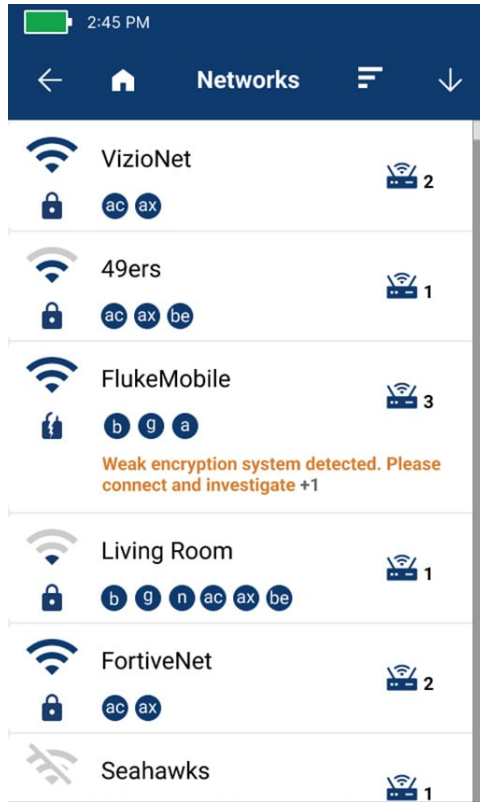 2:45 PM
Networks
VizioNet
2
ac ax
49ers
1
ac ax be
FlukeMobile
3
b g a
Weak encryption system detected. Please
connect and investigate +1
Living Room
1
b g n ac ax be
FortiveNet
2
ac ax
Seahawks
1